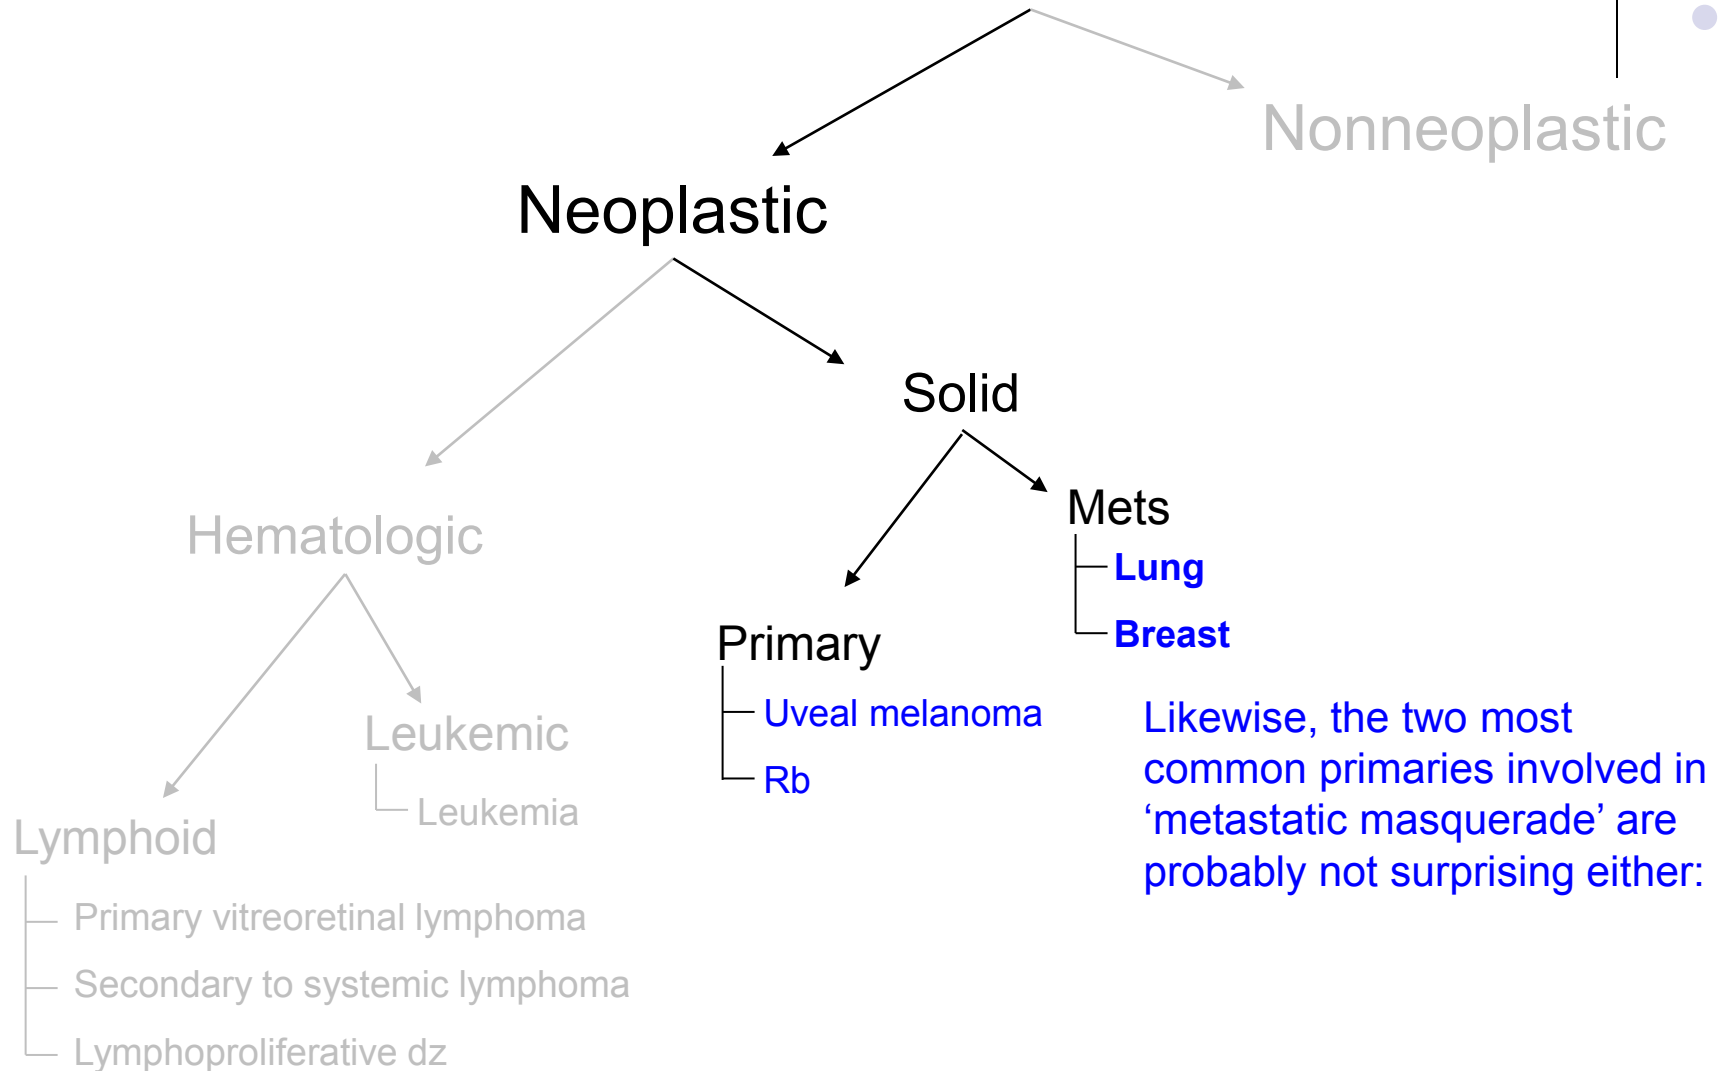 Nonneoplastic
Neoplastic
Solid
Hematologic
Mets
Lung
Breast
Primary
Uveal melanoma
Rb
Likewise, the two most
common primaries involved in
‘metastatic masquerade’ are
probably not surprising either:
Leukemic
Leukemia
Lymphoid
Primary vitreoretinal lymphoma
Secondary to systemic lymphoma
Lymphoproliferative dz